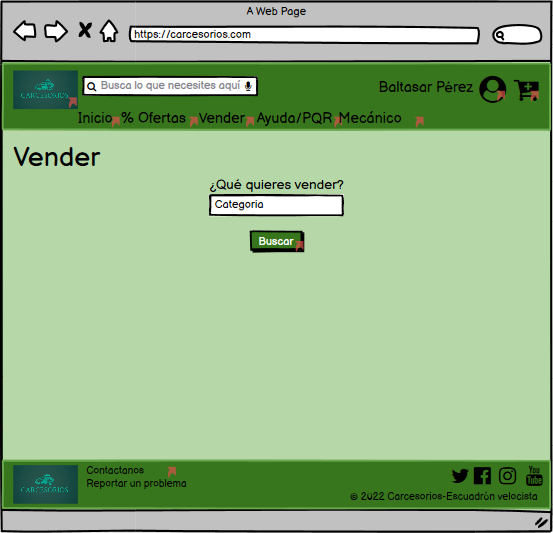 A Web Page
https://carcesorios.com
CARCESORIOS
Busca lo que necesites aquí
Baltasar Pérez
Inicio % Ofertas Vender Ayuda/PQR Mecánico
Vender
¿Qué quieres vender?
Categoria
Buscar
CARCESORIOS
Contactanos
Reportar un problema
You
Tube
© 2022 Carcesorios-Escuadrón velocista